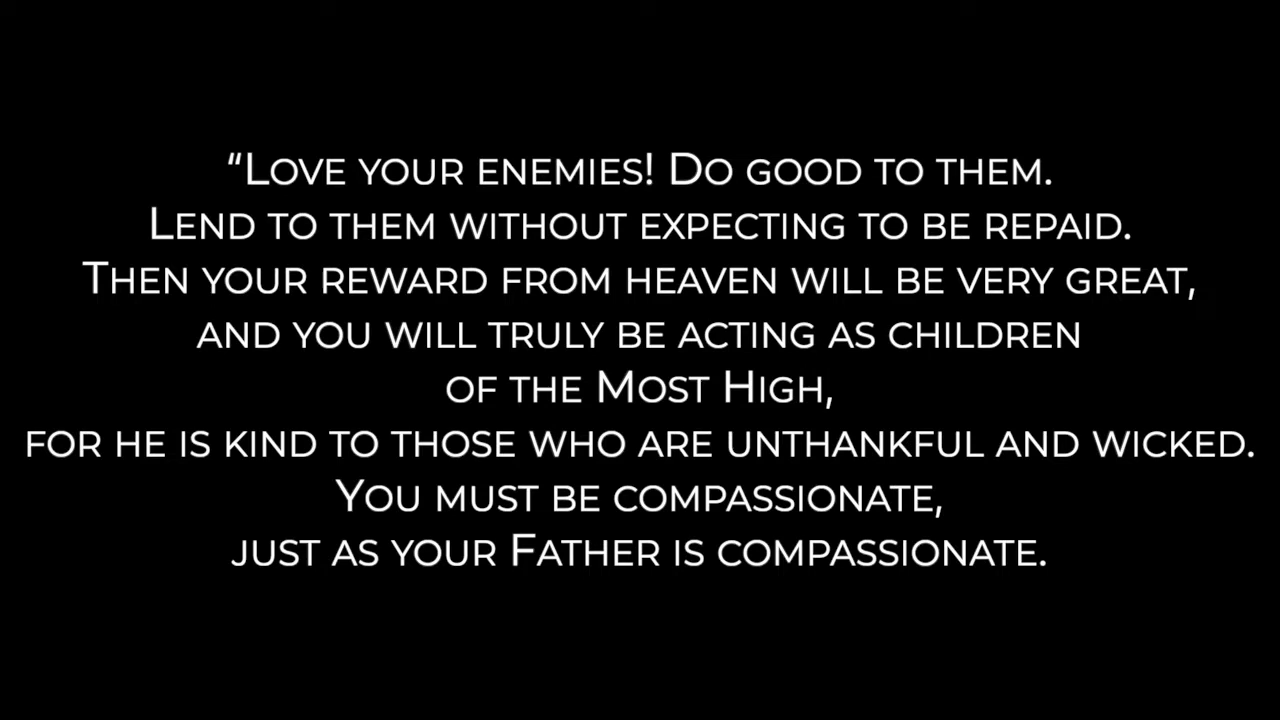 “Love your enemies! Do good to them.
Lend to them without expecting to be repaid.
Then your reward from heaven will be very great,
and you will truly be acting as children
of the Most High,
for he is kind to those who are unthankful and wicked.
You must be compassionate,
just as your Father is compassionate.